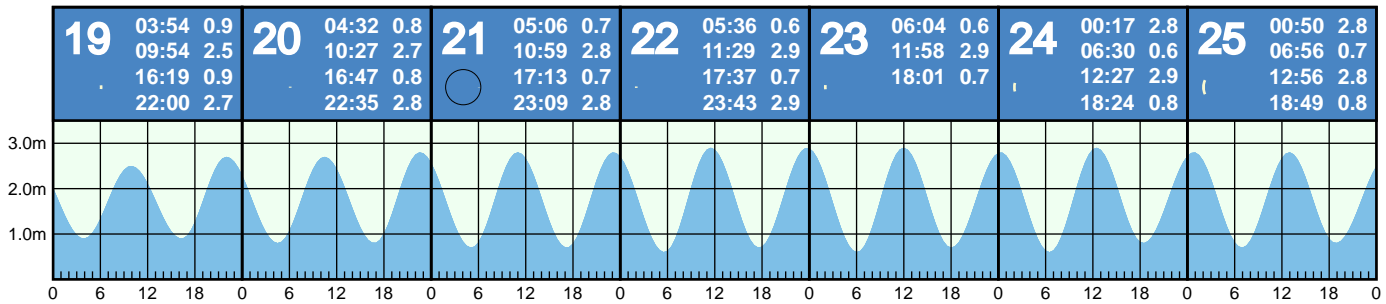 19 03:54 0.9 20 04:32 0.8 21 05:06 0.7 22 05:36 0.6 23 06:04 0.6 24 00:17 2.8 25 00:50 2.8
09:54 2.5 10:27 2.7 10:59 2.8 11:29 2.9 11:58 2.9 06:30 0.6 06:56 0.7
16:19 0.9 16:47 0.8 17:13 0.7 17:37 0.7 18:01 0.7 12:27 2.9 12:56 2.8
22:00 2.7 22:35 2.8 23:09 2.8 23:43 2.9 18:24 0.8 18:49 0.8
3.0m
2.0m
1.0m
0 6 12 18 0 6 12 18 0 6 12 18 0 6 12 18 0 6 12 18 0 6 12 18 0 6 12 18 0